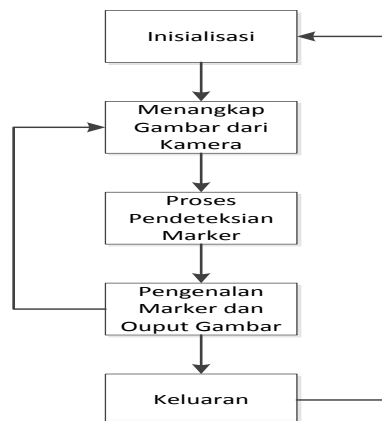 Inisialisasi
Menangkap
Gambar dari
Kamera
Proses
Pendeteksian
Marker
Pengenalan
Marker dan
Ouput Gambar
Keluaran